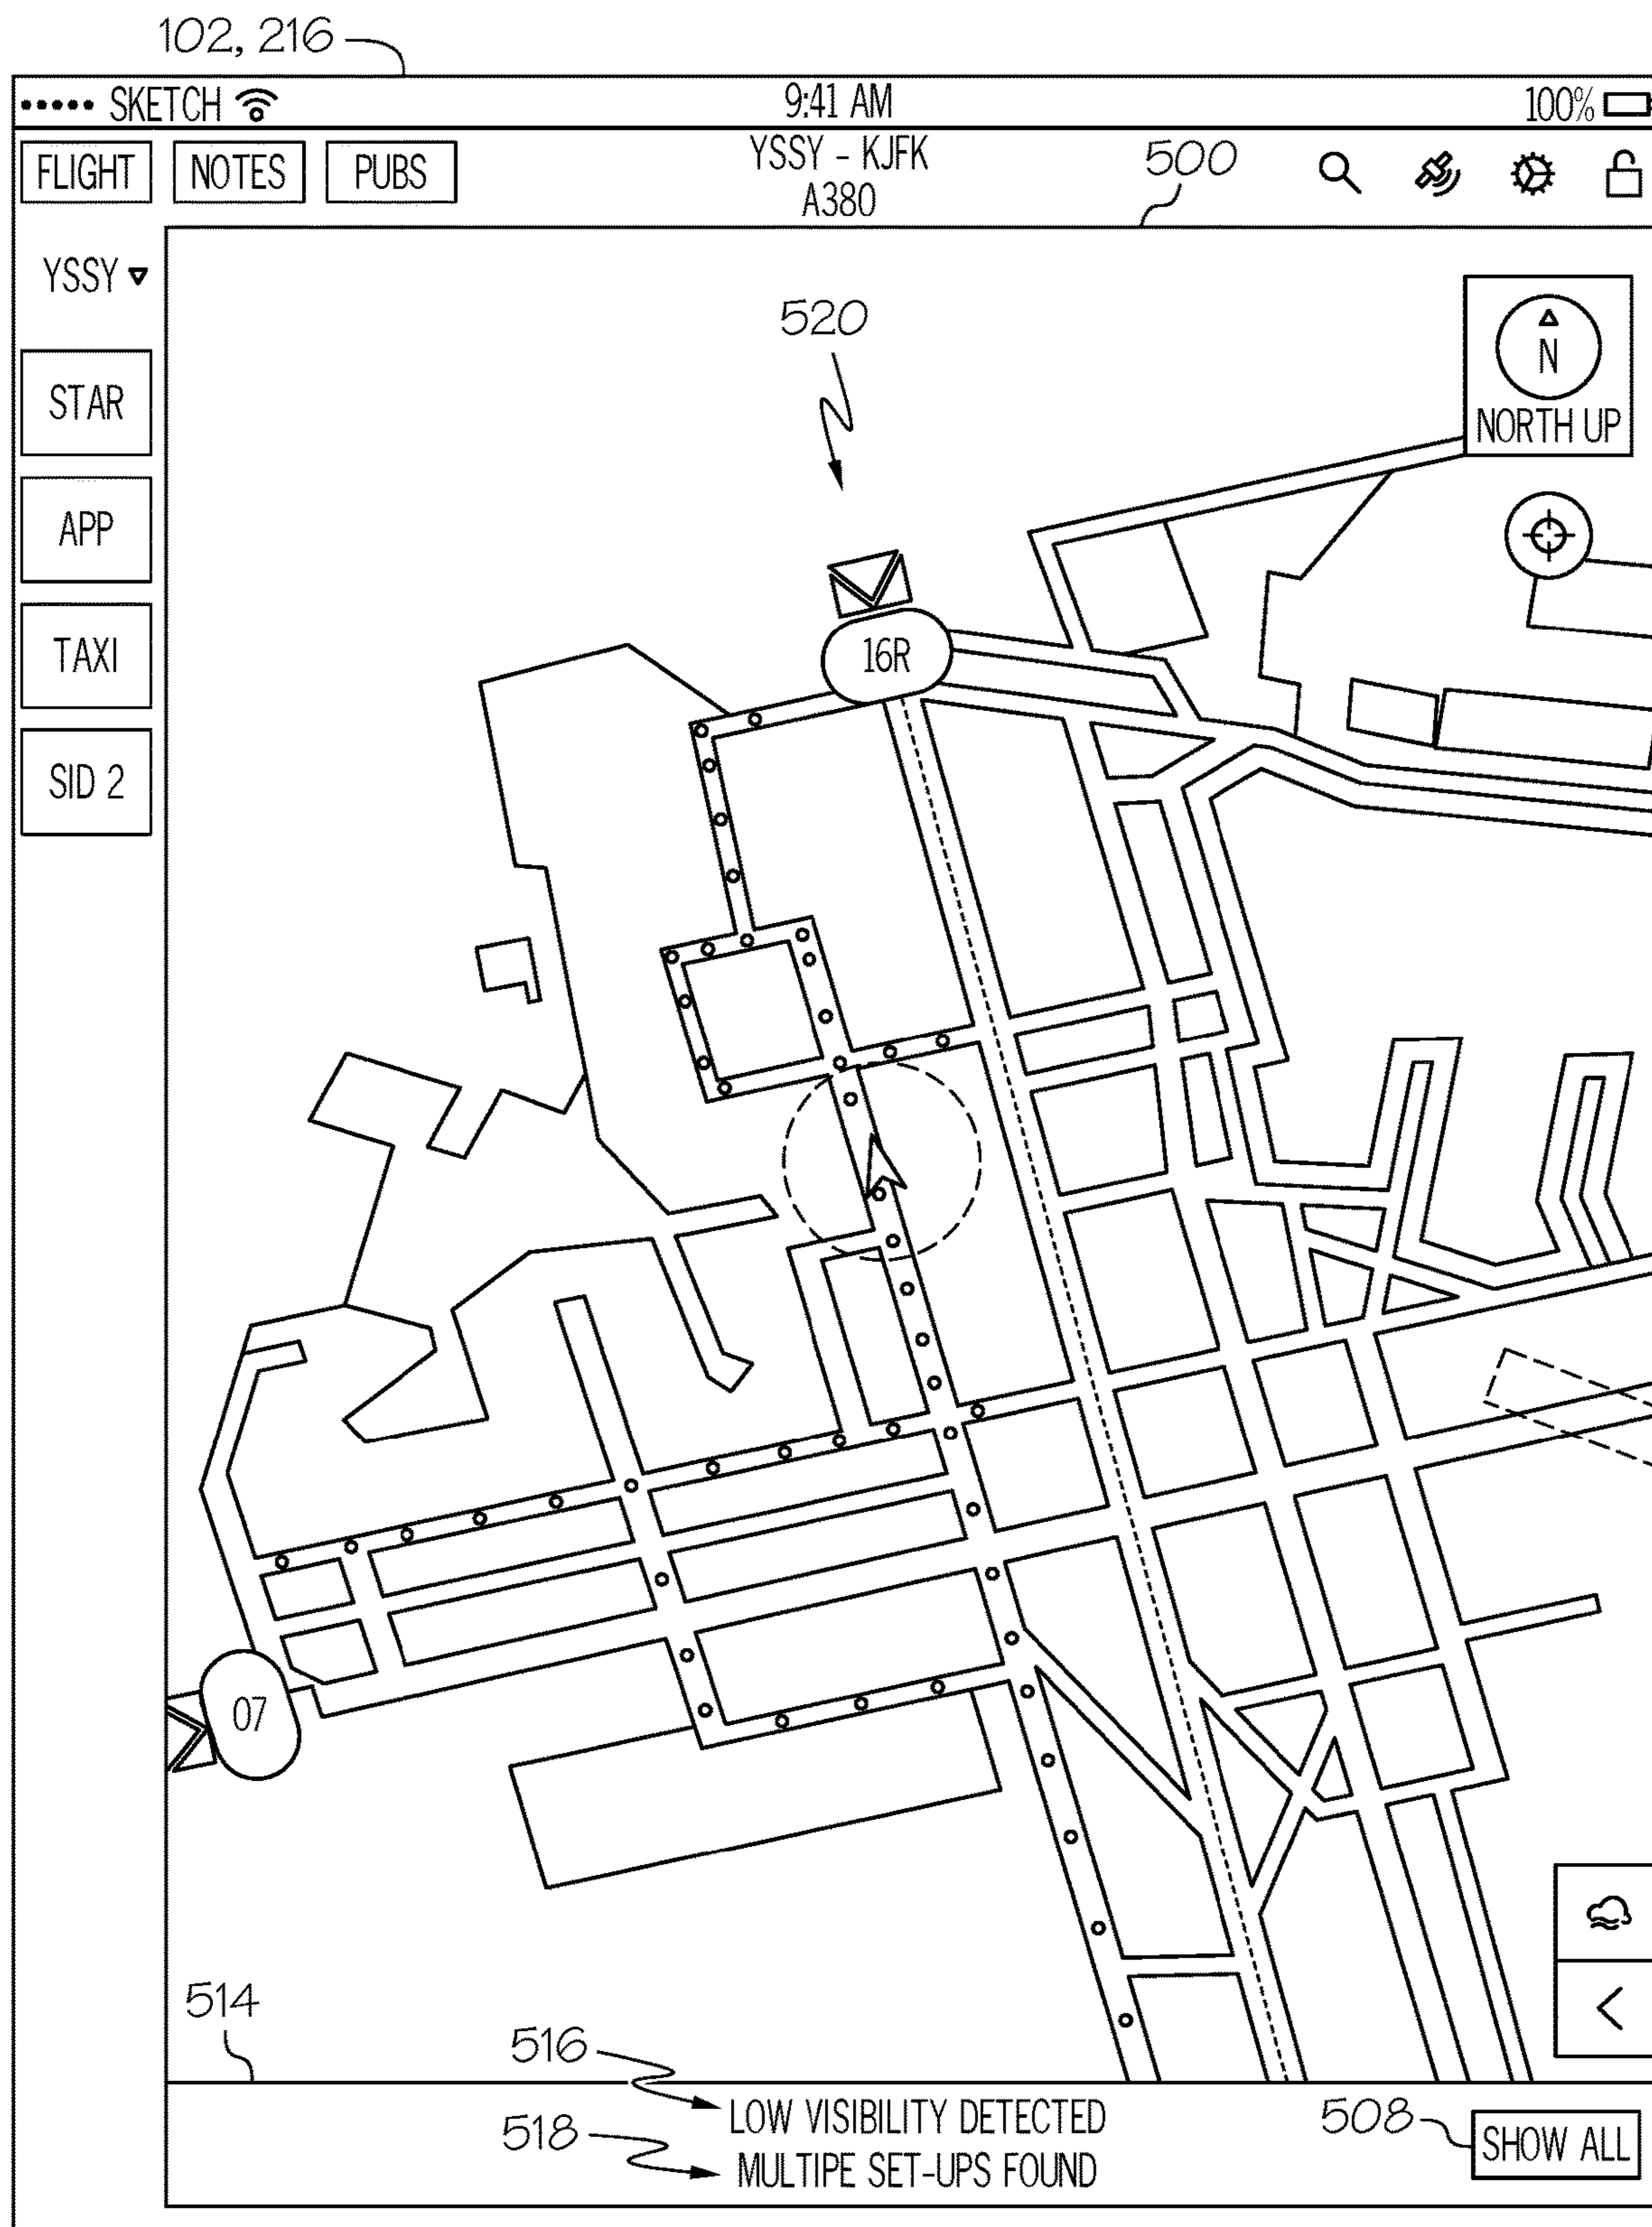 102, 216
SKETCH 9:41 AM 100%
FLIGHT NOTES PUBS YSSY - KJFK 500
A380
YSSY
520
N
NORTH UP
STAR
APP
TAXI
SID 2
16R
07
514
516
LOW VISIBILITY DETECTED
518
MULTIPE SET-UPS FOUND
508
SHOW ALL